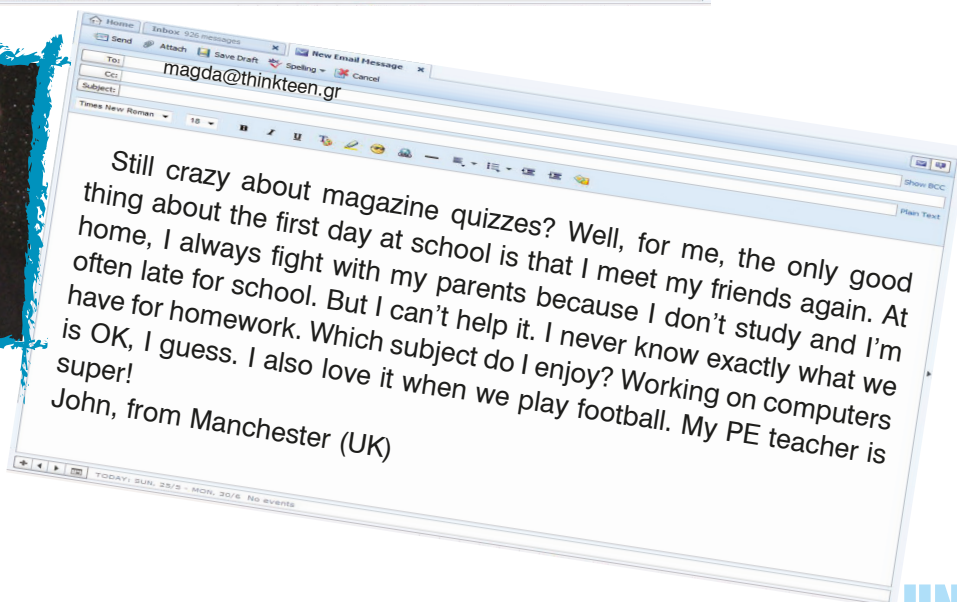 Home
Inbox 926 messages
New Email Message
Send Attach Save Draft Spelling Cancel
To: magda@thinkteen.gr
Cc:
Subject:
Show BCC
Times New Roman 18 B I U
Plain Text
Still crazy about magazine quizzes? Well, for me, the only good
thing about the first day at school is that I meet my friends again. At
home, I always fight with my parents because I don't study and I'm
often late for school. But I can't help it. I never know exactly what we
have for homework. Which subject do I enjoy? Working on computers
is OK, I guess. I also love it when we play football. My PE teacher is
super!
John, from Manchester (UK)
TODAY: SUN, 25/5 - MON, 30/6 No events